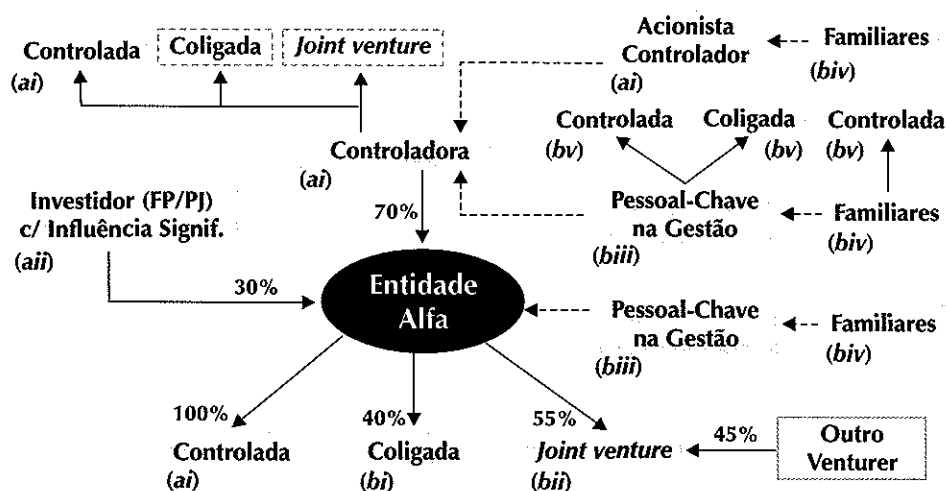 Controlada
(ai)
Coligada
Joint venture
Acionista
Controlador
(ai)
Familiares
(biv)
Controladora
(ai)
Controlada
(bv)
Coligada
(bv)
Controlada
(bv)
Investidor (FP/PJ)
c/ Influência Signif.
(aii)
70%
Pessoal-Chave
na Gestão
(biii)
Familiares
(biv)
30%
Entidade
Alfa
Pessoal-Chave
na Gestão
(biii)
Familiares
(biv)
100%
40%
55%
45%
Controlada
(ai)
Coligada
(bi)
Joint venture
(bii)
Outro
Venturer